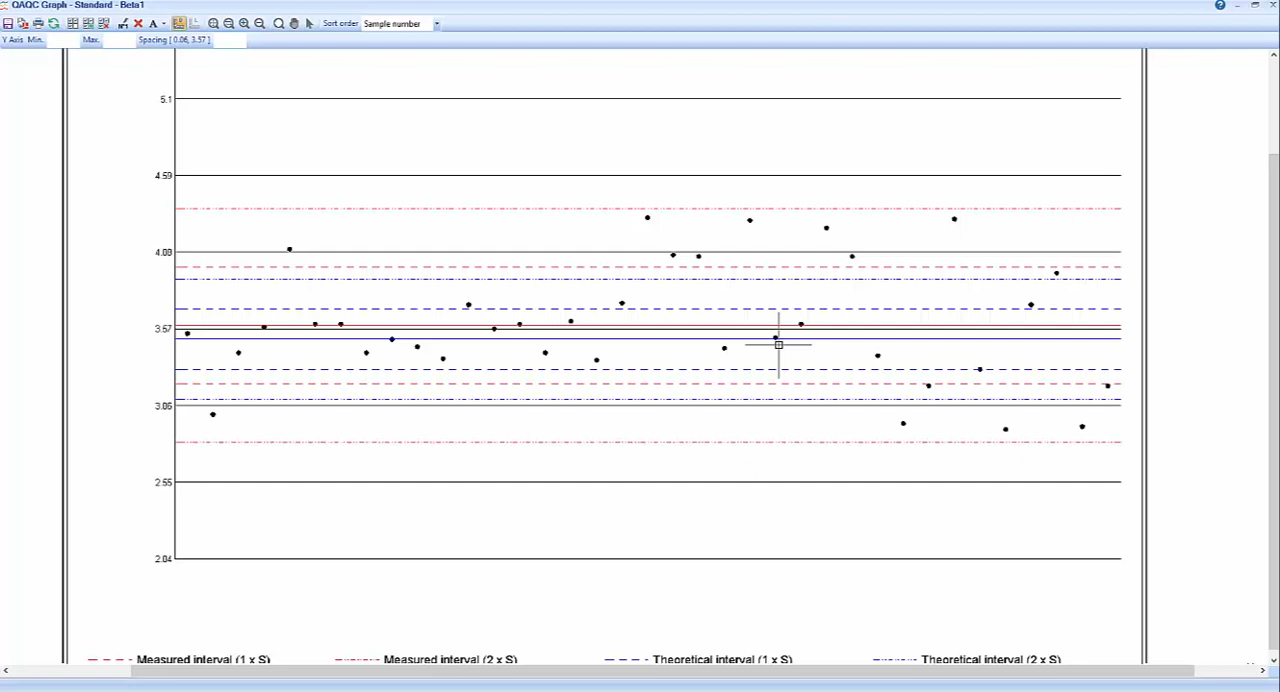 QAQC Graph - Standard - Beta1
A
Sort order Sample number
Y Axis Min. Max. Spacing [ 0.06, 3.57 ]
5.1
4.59
4.08
3.57
3.06
2.55
2.04
Measured interval (1 x S) Measured interval (2 x S) Theoretical interval (1 x S) Theoretical interval (2 x S)